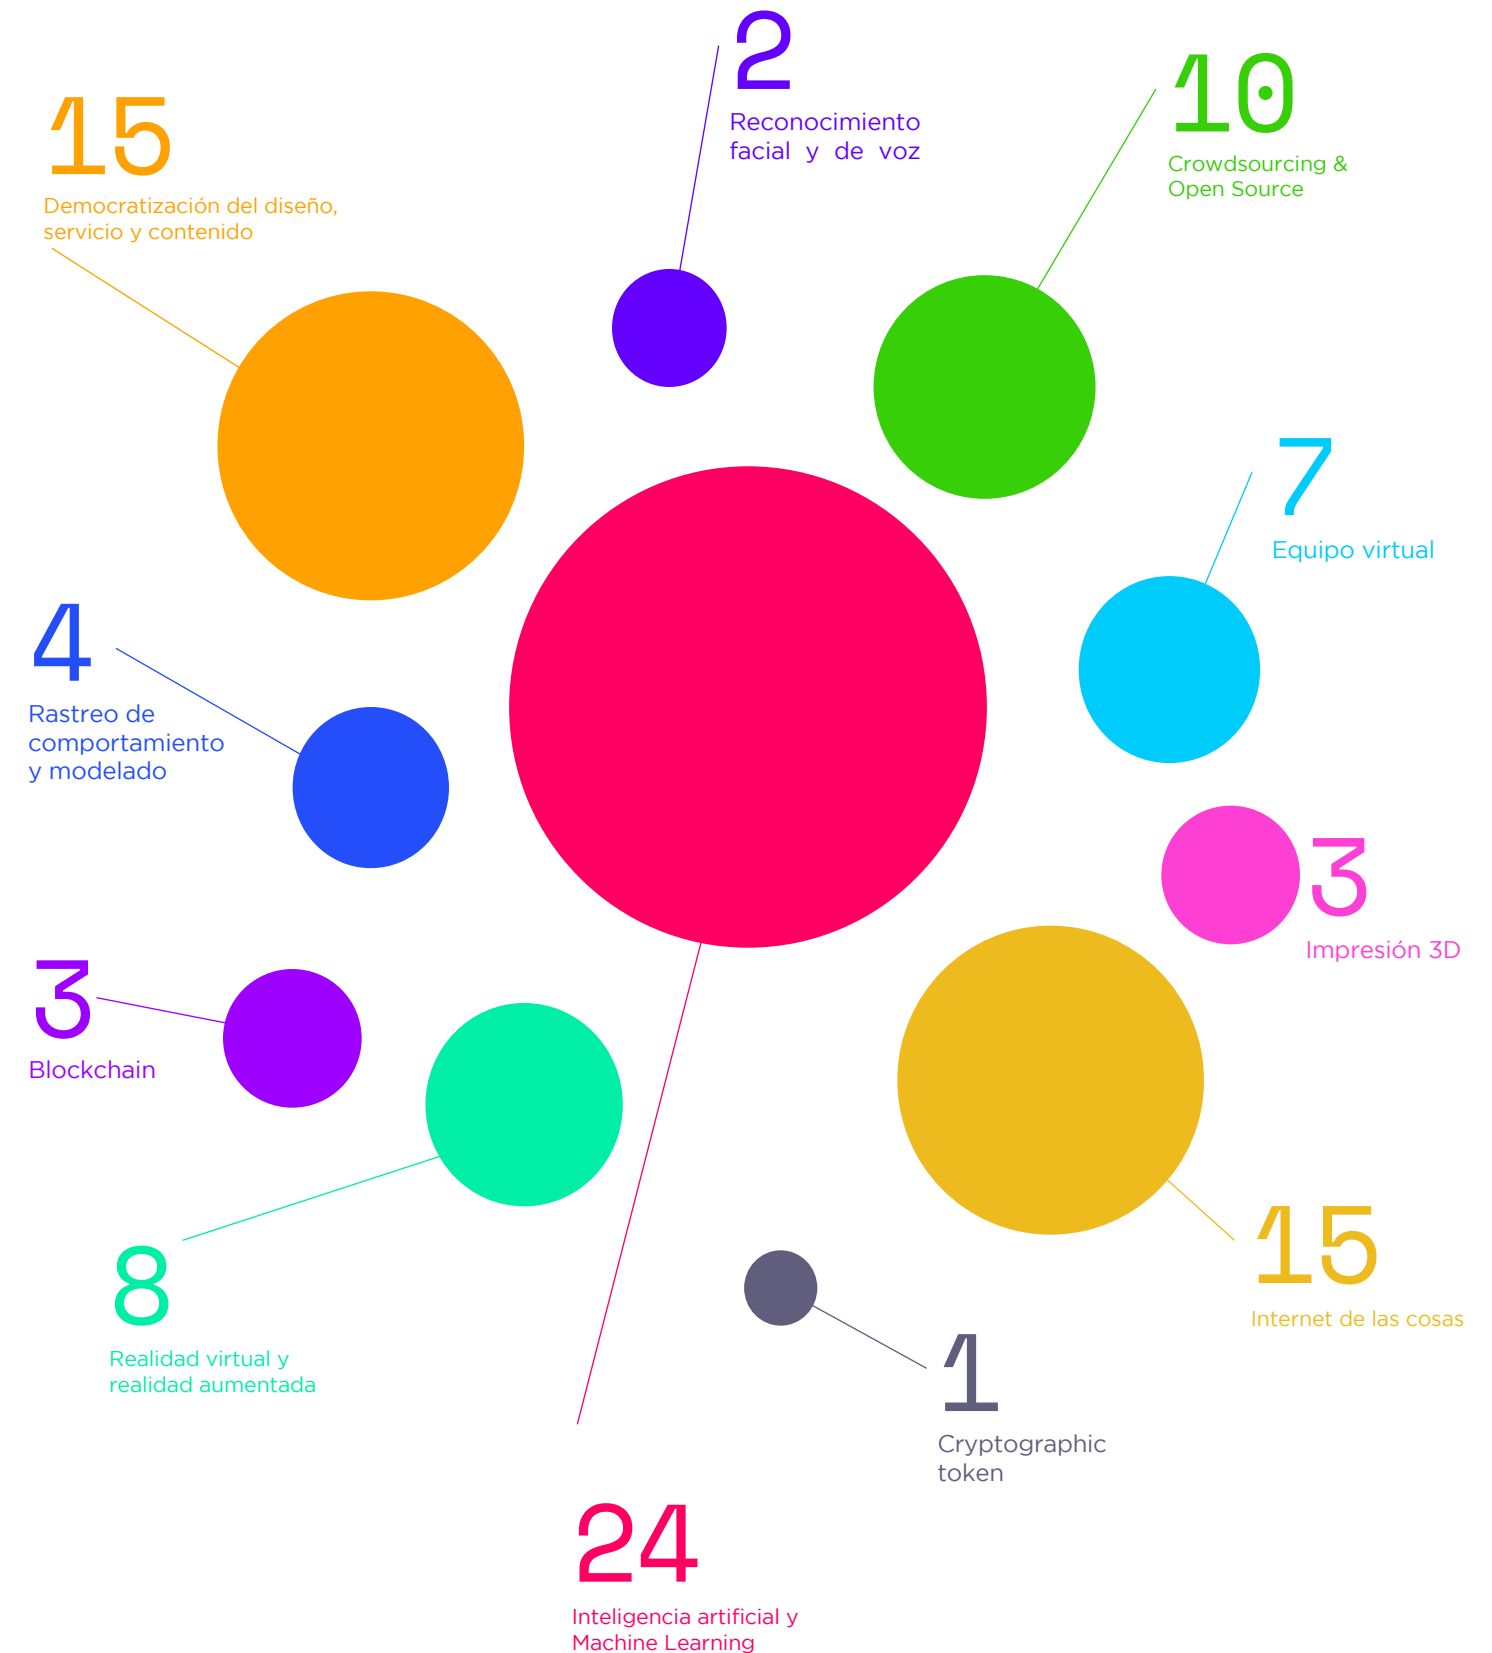 2
Reconocimiento
facial y de voz
10
Crowdsourcing &
Open Source
15
Democratización del diseño,
servicio y contenido
7
Equipo virtual
4
Rastreo de
comportamiento
y modelado
3
Impresión 3D
3
Blockchain
15
Internet de las cosas
8
Realidad virtual y
realidad aumentada
1
Cryptographic
token
24
Inteligencia artificial y
Machine Learning